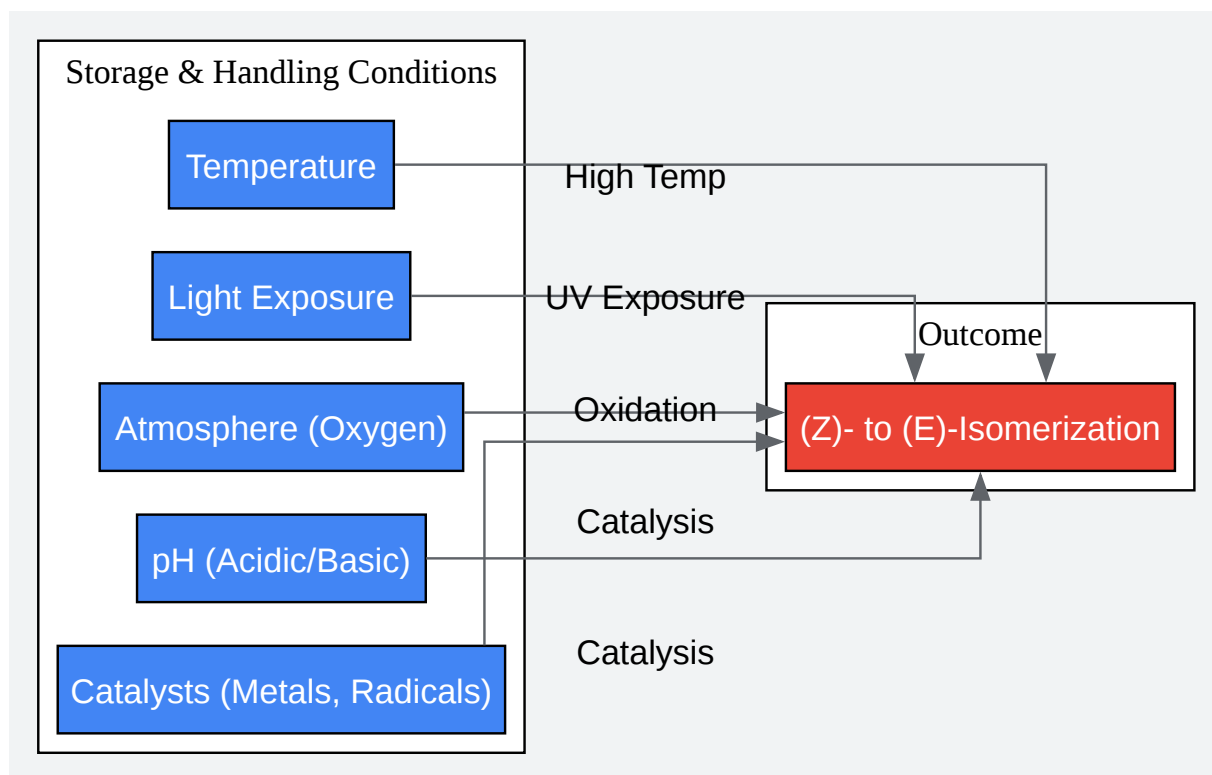 Storage & Handling Conditions
Temperature
High Temp
Light Exposure
UV Exposure
Outcome
Atmosphere (Oxygen)
Oxidation
(Z)- to (E)-Isomerization
pH (Acidic/Basic)
Catalysis
Catalysts (Metals, Radicals)
Catalysis